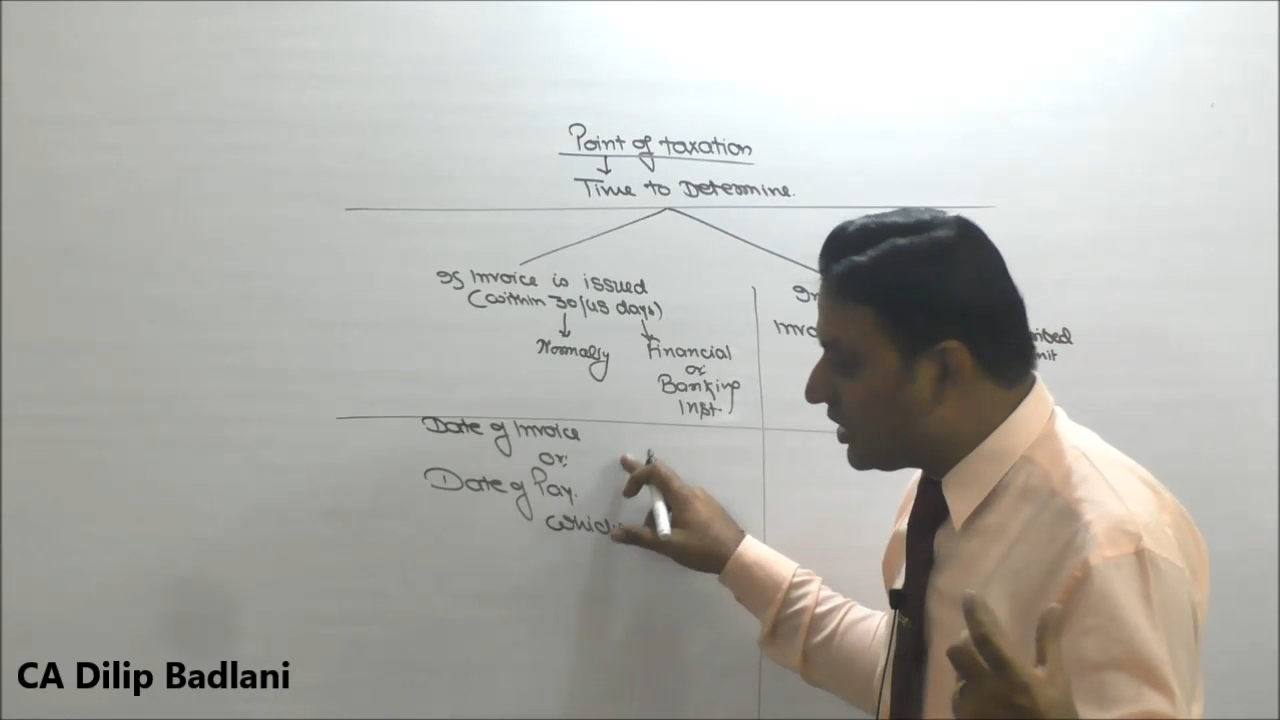 Point of taxation
Time to Determine.
If Invoice is issued
(within 30/45 days)
Normally
Financial
or
Banking
Inst.
Date of Invoice
or
Date of Pay.
CA Dilip Badlani